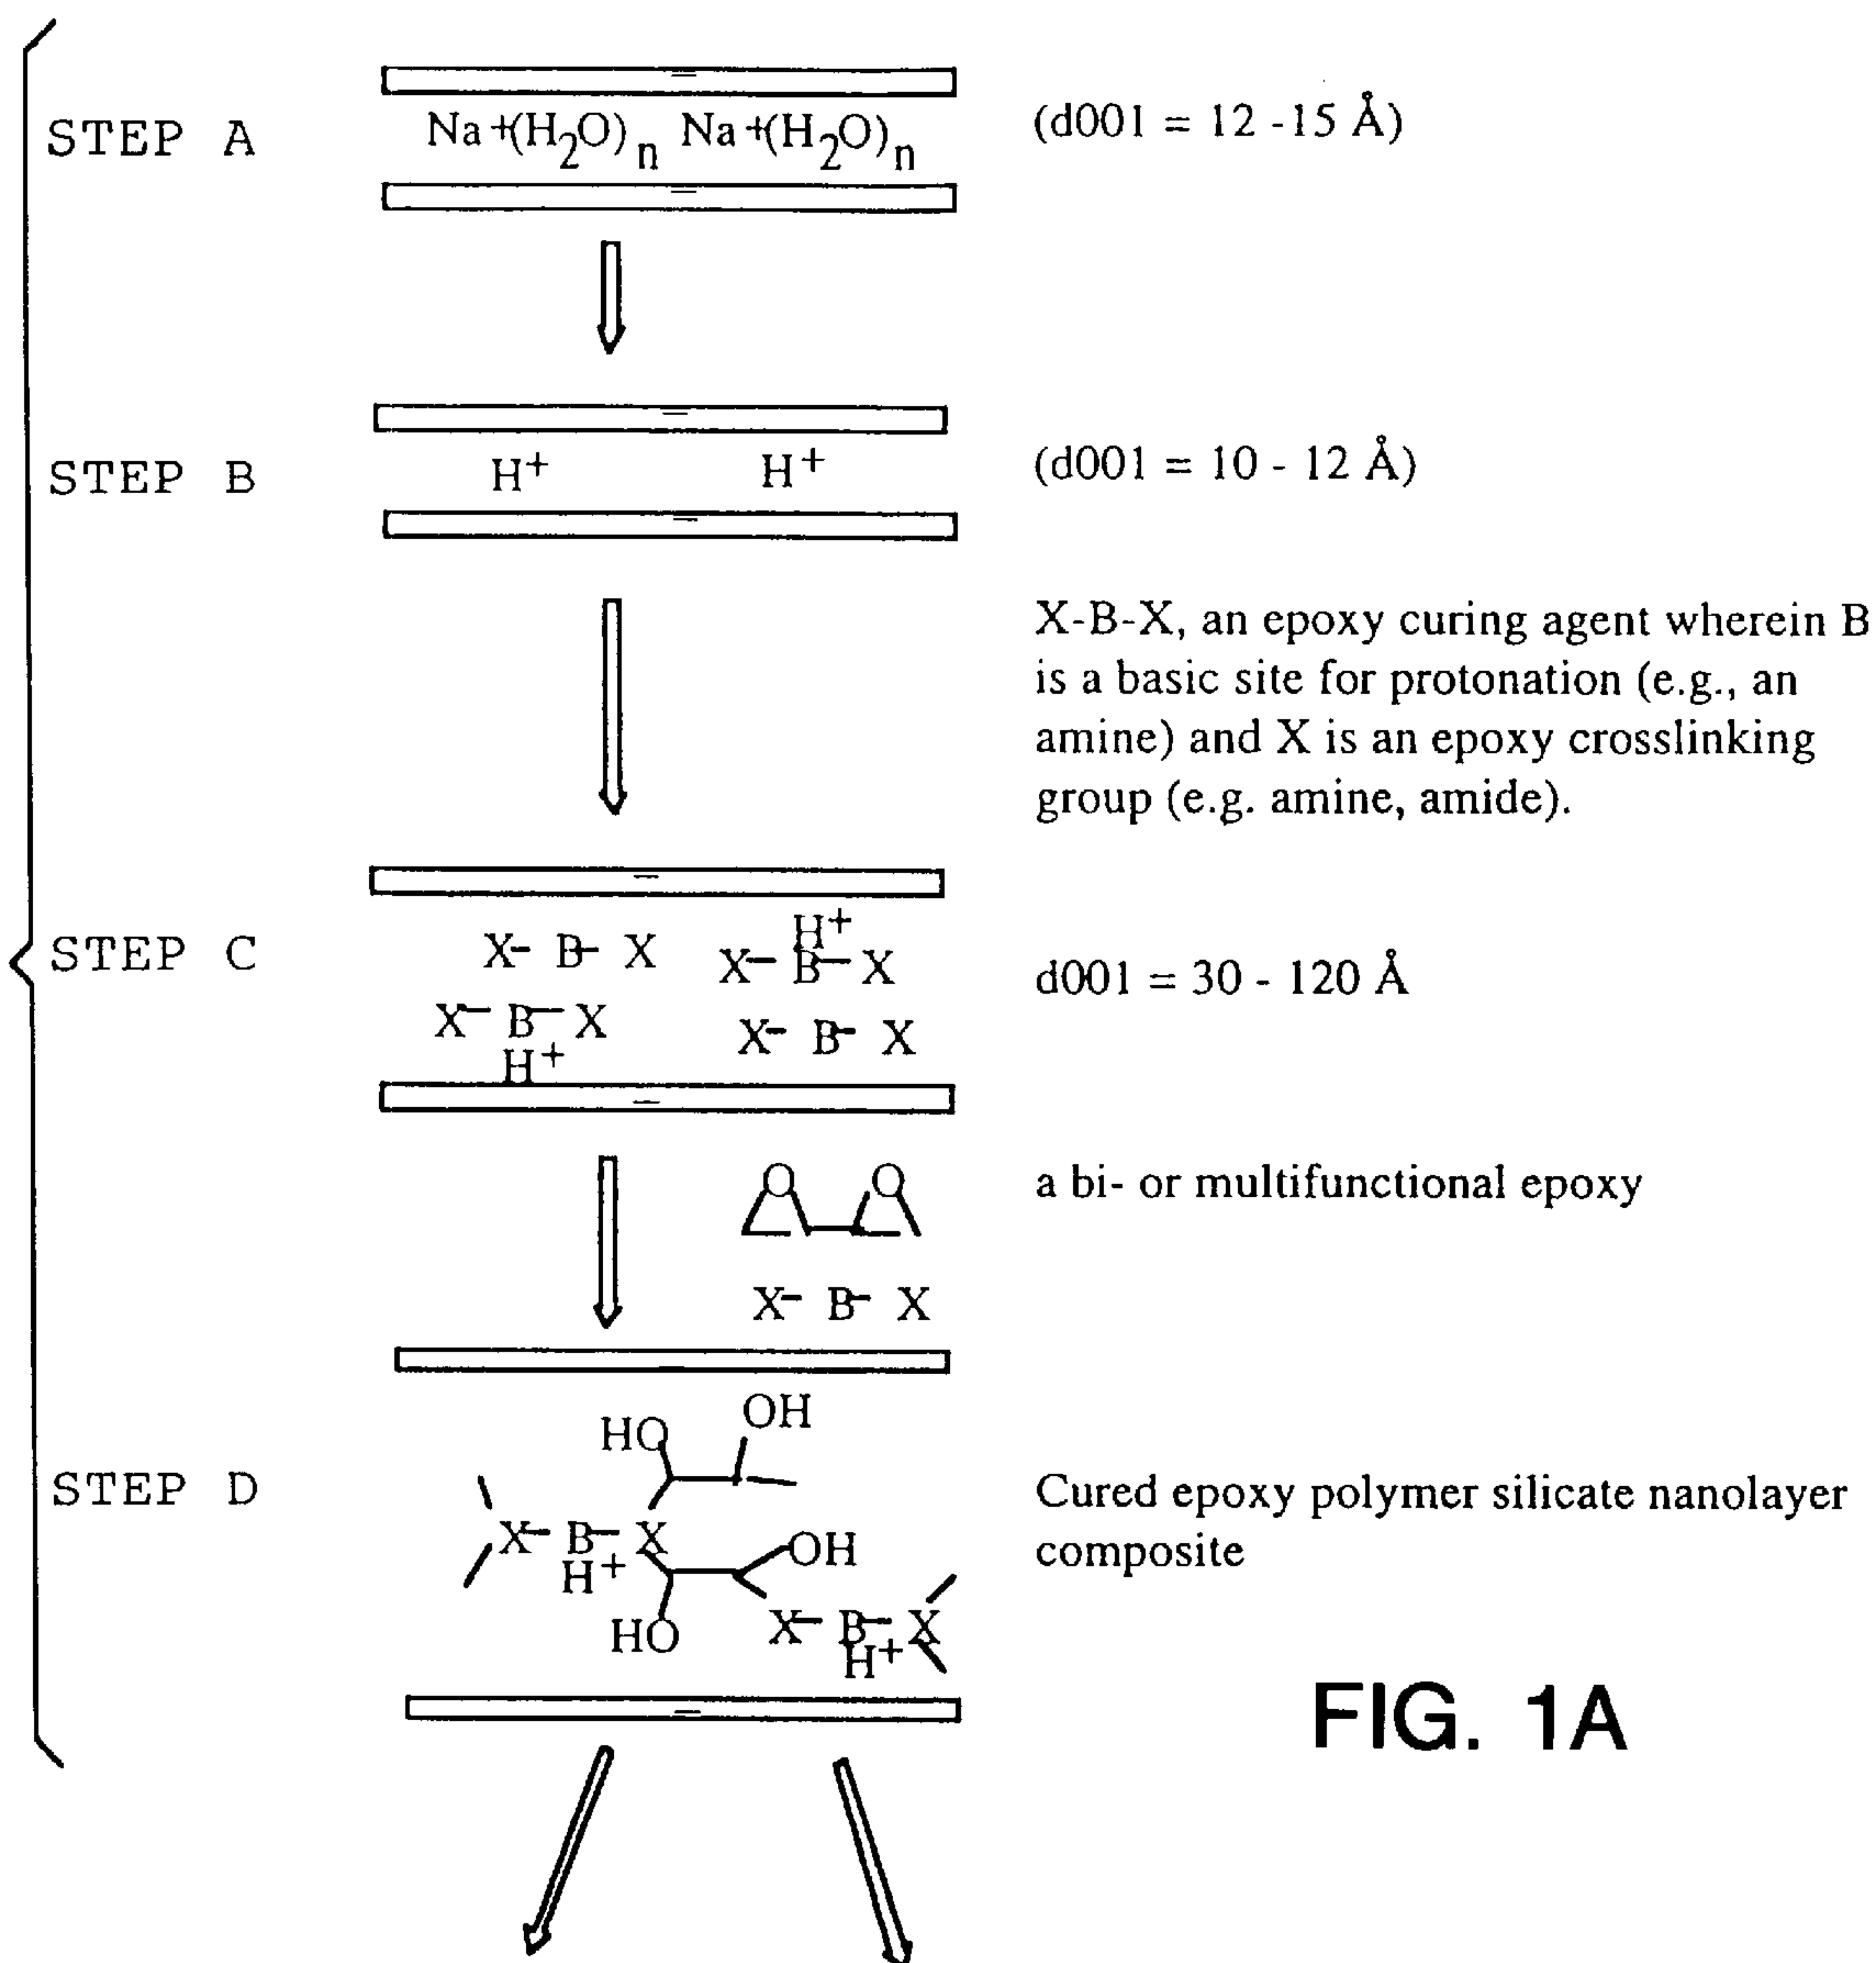 STEP A
Na+(H2O)n Na+(H2O)n
(d001 = 12 -15 Å)
STEP B
H+ H+
(d001 = 10 - 12 Å)
X-B-X, an epoxy curing agent wherein B
is a basic site for protonation (e.g., an
amine) and X is an epoxy crosslinking
group (e.g. amine, amide).
STEP C
X- B- X
H+
X- B- X
X- B- X
H+
X- B- X
d001 = 30 - 120 Å
O O
a bi- or multifunctional epoxy
X- B- X
HO OH
STEP D
Cured epoxy polymer silicate nanolayer
composite
X- B- X
H+
OH
HO
X- B- X
H+
FIG. 1A